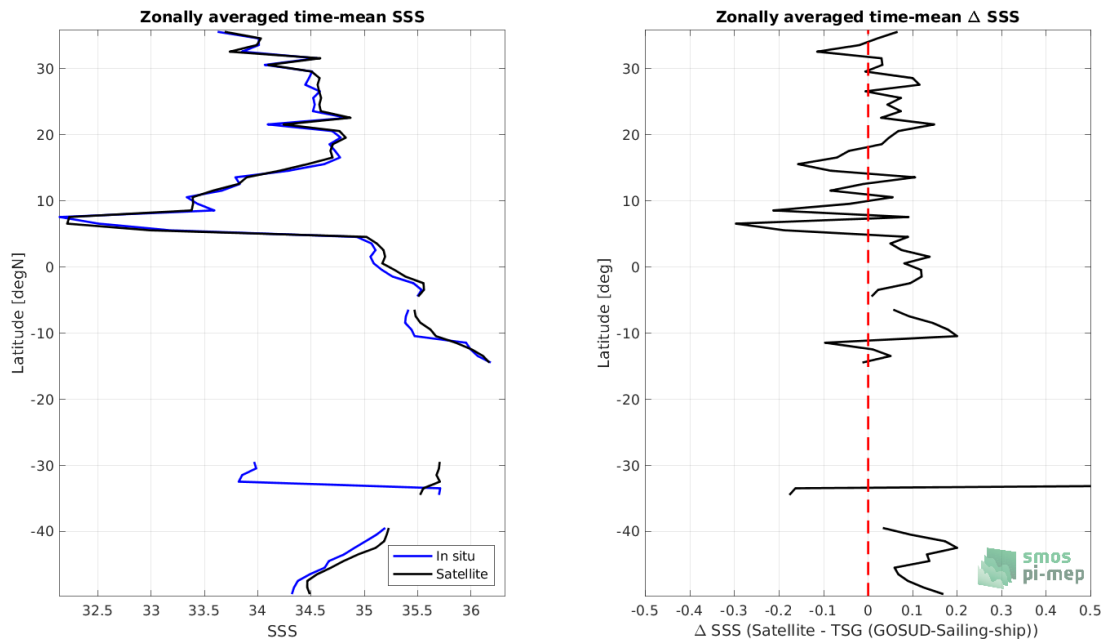 Zonally averaged time-mean SSS
30
20
10
0
-10
-20
-30
-40
Latitude [degN]
32.5 33 33.5 34 34.5 35 35.5 36
SSS
In situ
Satellite
Zonally averaged time-mean Δ SSS
30
20
10
0
-10
-20
-30
-40
Latitude [deg]
-0.5 -0.4 -0.3 -0.2 -0.1 0 0.1 0.2 0.3 0.4 0.5
Δ SSS (Satellite - TSG (GOSUD-Sailing-ship))
smos
pi-mep